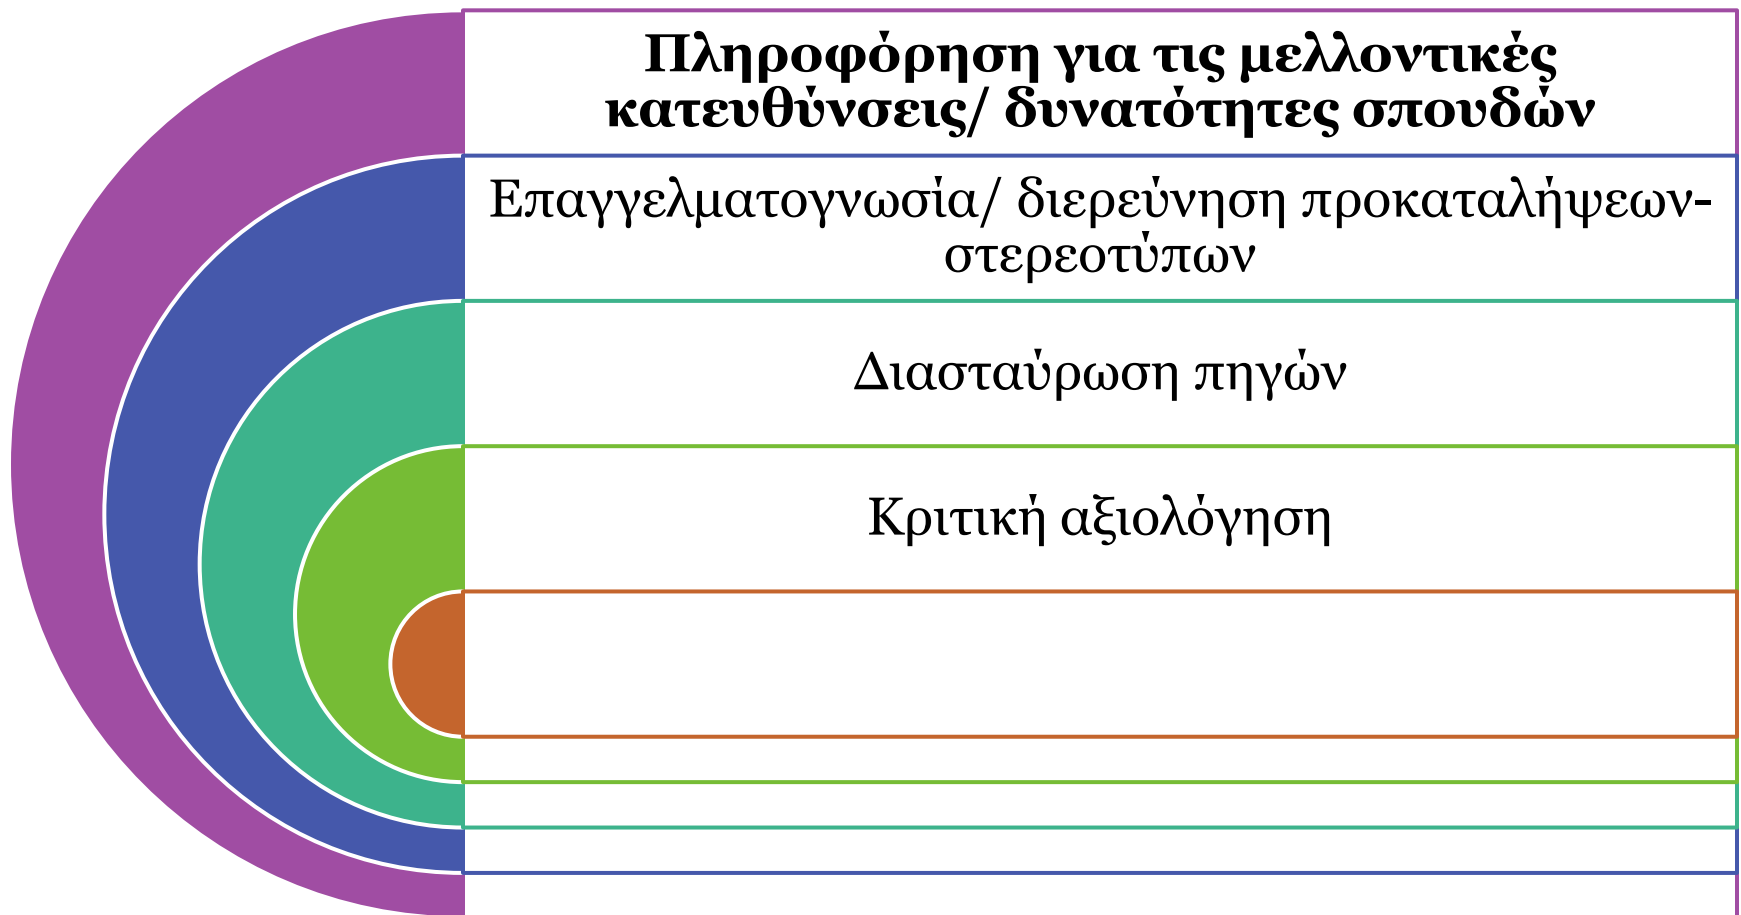 Πληροφόρηση για τις μελλοντικές
κατευθύνσεις/ δυνατότητες σπουδών
Επαγγελματογνωσία/ διερεύνηση προκαταλήψεων-
στερεοτύπων
Διασταύρωση πηγών
Κριτική αξιολόγηση